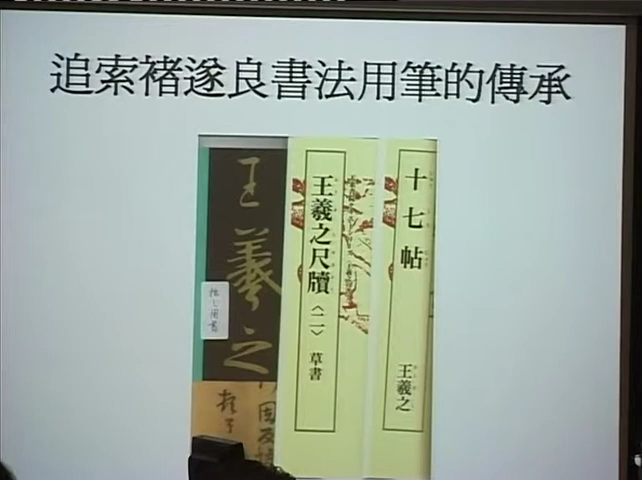 追索褚遂良書法用筆的傳承
王羲之
王羲之尺牘〈二〉草書
十七帖
王羲之